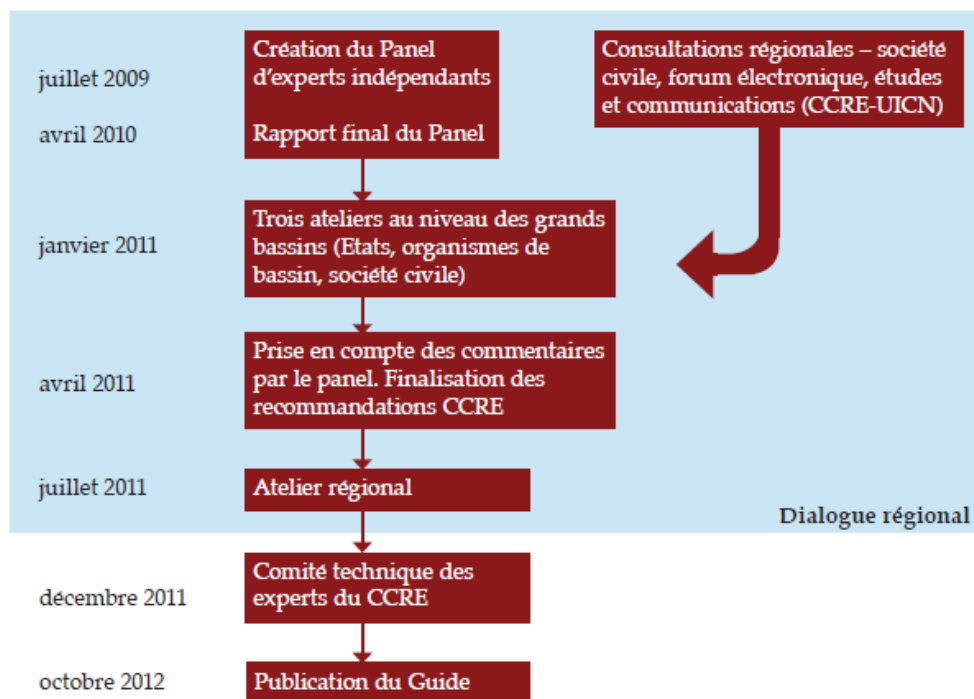 juillet 2009
Création du Panel
d'experts indépendants
Consultations régionales – société
civile, forum électronique, études
et communications (CCRE-UICN)
avril 2010
Rapport final du Panel
janvier 2011
Trois ateliers au niveau des grands
bassins (Etats, organismes de
bassin, société civile)
avril 2011
Prise en compte des commentaires
par le panel. Finalisation des
recommandations CCRE
juillet 2011
Atelier régional
Dialogue régional
décembre 2011
Comité technique des
experts du CCRE
octobre 2012
Publication du Guide